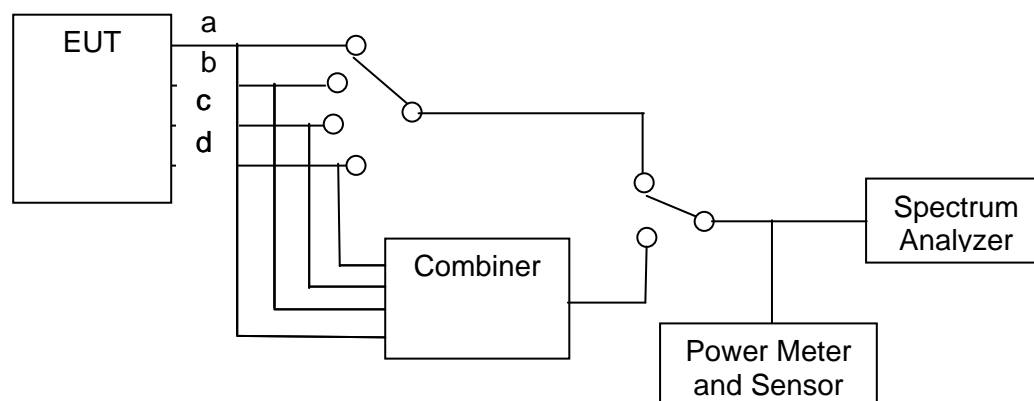 EUT
a
b
c
d
Combiner
Spectrum
Analyzer
Power Meter
and Sensor